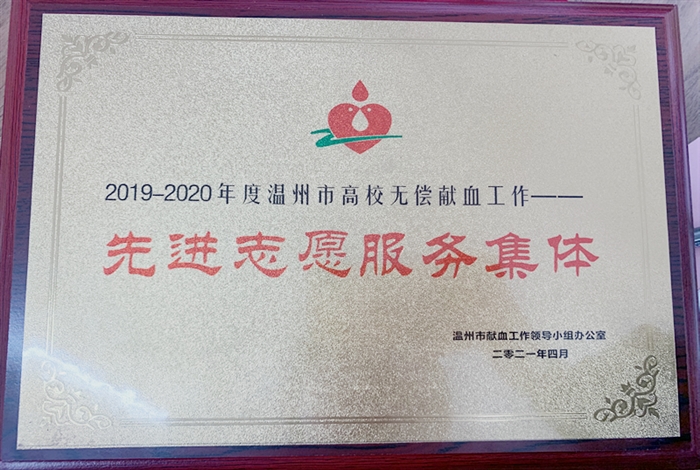 2019-2020年度温州市高校无偿献血工作——
先进志愿服务集体
温州市献血工作领导小组办公室
二零二一年四月